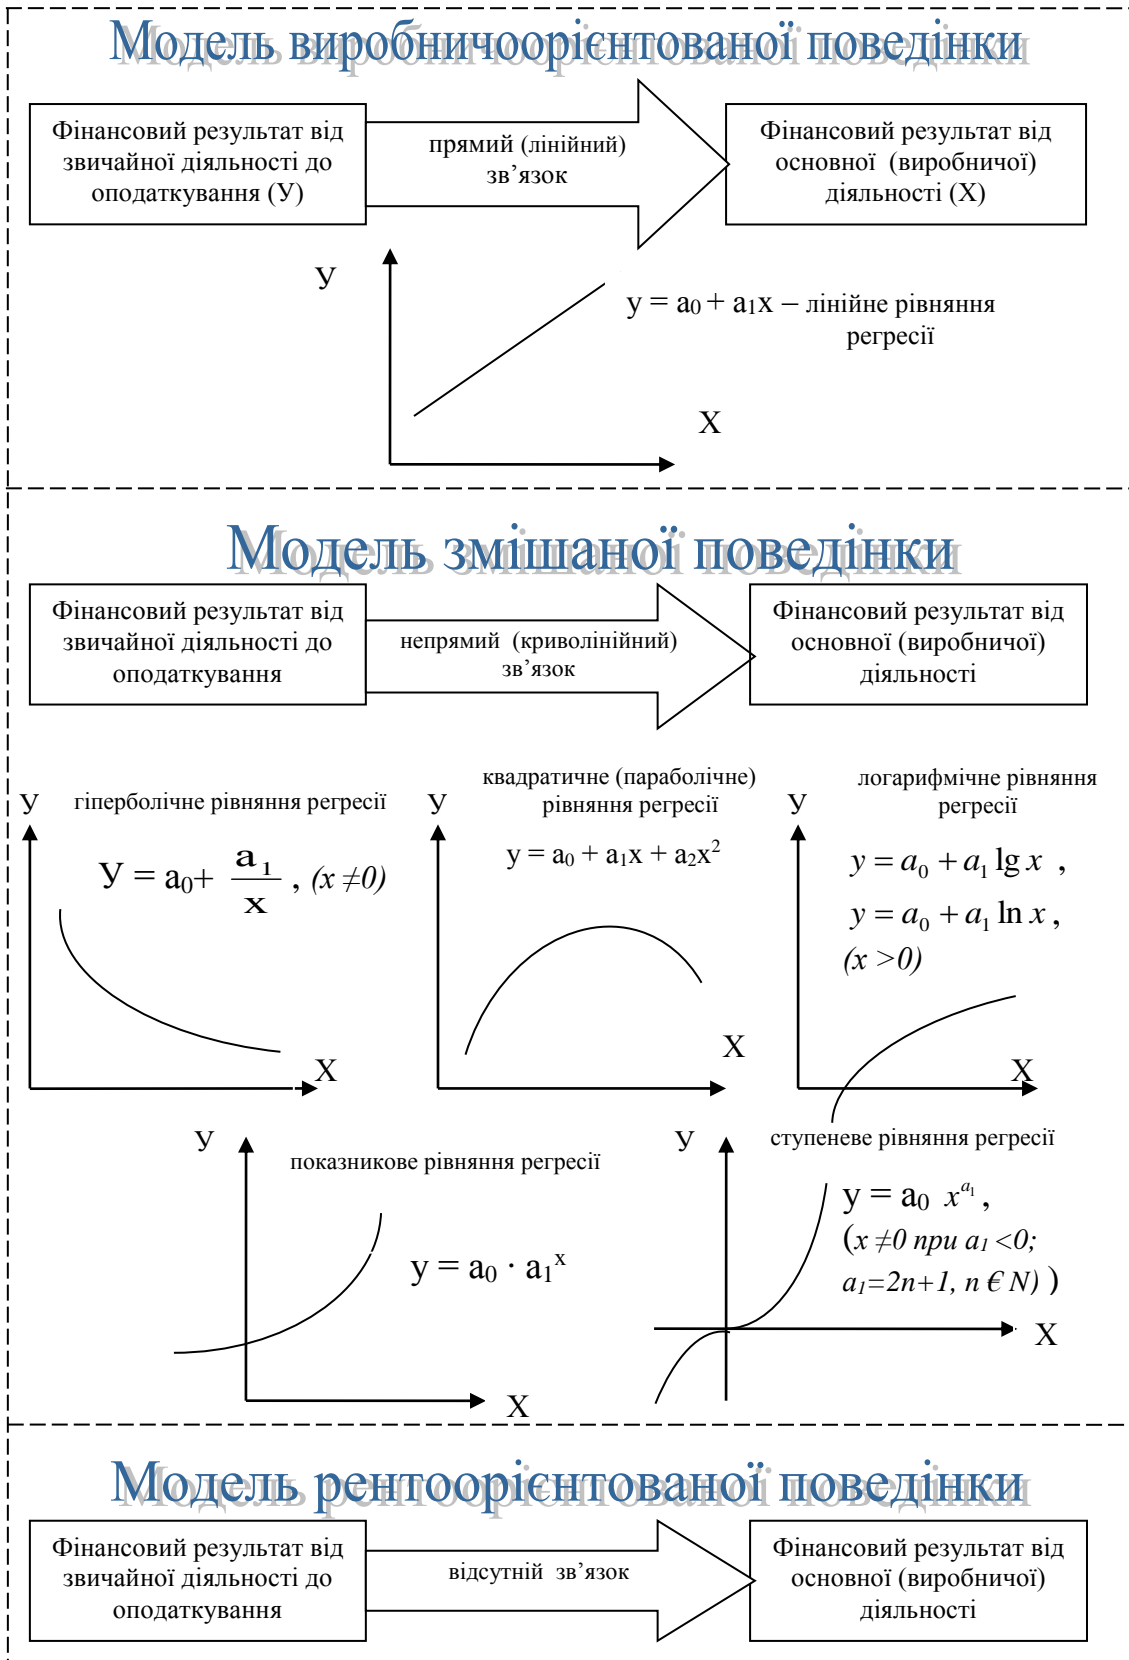 Модель виробничоорієнтованої поведінки
Фінансовий результат від
звичайної діяльності до
оподаткування (У)
прямий (лінійний)
зв’язок
Фінансовий результат від
основної (виробничої)
діяльності (Х)
У
y = a₀ + a₁x – лінійне рівняння
регресії
Х
Модель змішаної поведінки
Фінансовий результат від
звичайної діяльності до
оподаткування
непрямий (криволінійний)
зв’язок
Фінансовий результат від
основної (виробничої)
діяльності
У
гіперболічне рівняння регресії
У = a₀+ a₁/x , (x ≠0)
Х
У
квадратичне (параболічне)
рівняння регресії
y = a₀ + a₁x + a₂x²
Х
У
логарифмічне рівняння
регресії
y = a₀ + a₁ lg x ,
y = a₀ + a₁ ln x ,
(x >0)
Х
У
показникове рівняння регресії
y = a₀ · a₁ˣ
Х
У
ступеневе рівняння регресії
y = a₀ x^a₁ ,
(x ≠0 при a₁ <0;
a₁=2n+1, n € N) )
Х
Модель рентоорієнтованої поведінки
Фінансовий результат від
звичайної діяльності до
оподаткування
відсутній зв’язок
Фінансовий результат від
основної (виробничої)
діяльності